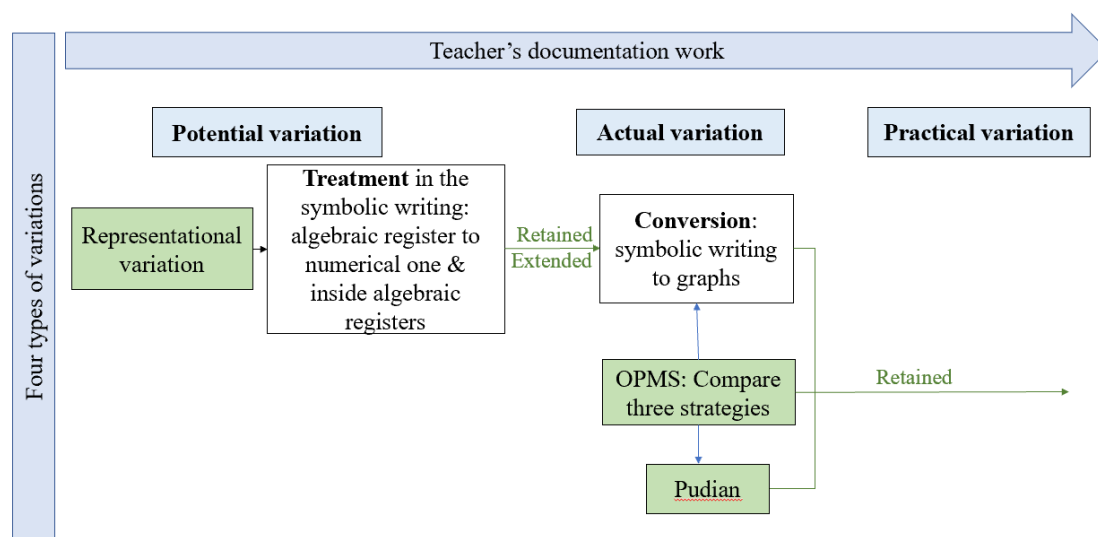 Teacher's documentation work
Four types of variations
Potential variation
Actual variation
Practical variation
Representational
variation
Treatment in the
symbolic writing:
algebraic register to
numerical one &
inside algebraic
registers
Retained
Extended
Conversion:
symbolic writing
to graphs
OPMS: Compare
three strategies
Retained
Pudian